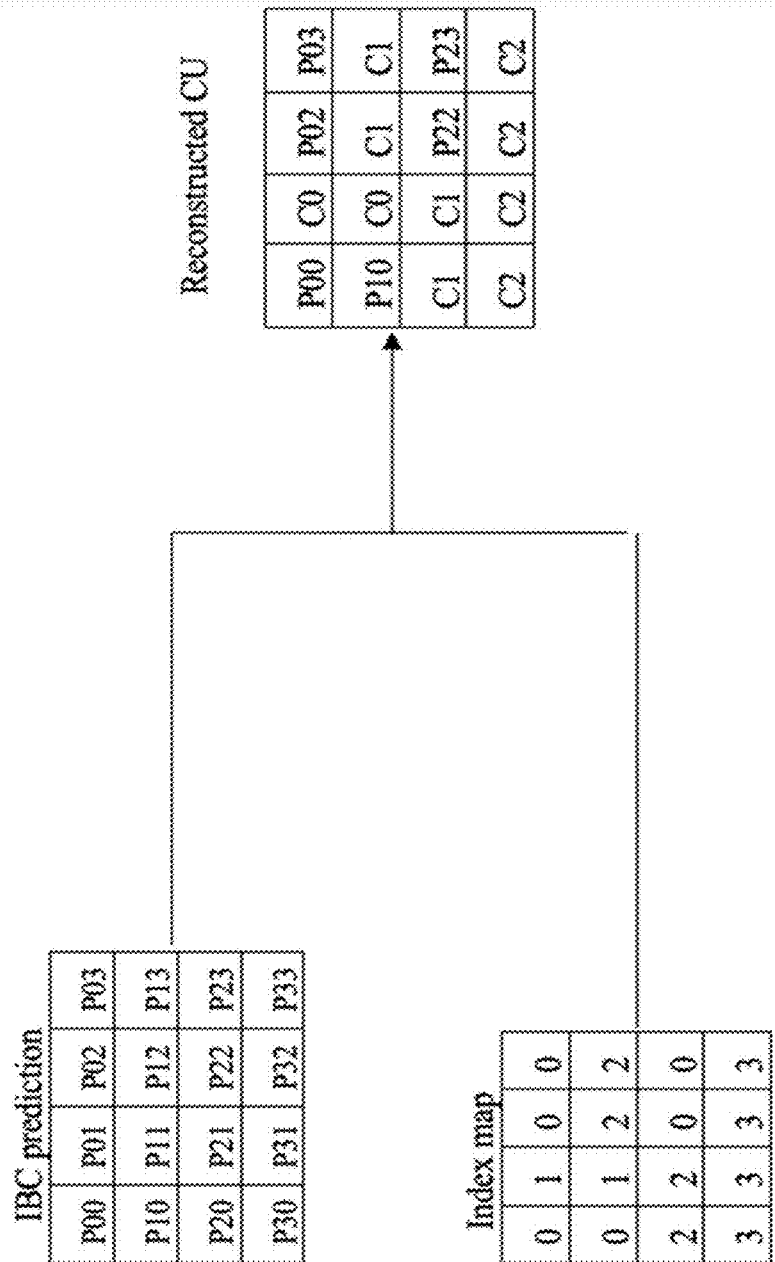 IBC prediction
P00 P01 P02 P03
P10 P11 P12 P13
P20 P21 P22 P23
P30 P31 P32 P33
Index map
0 1 0 0
0 1 2 2
2 2 0 0
3 3 3 3
Reconstructed CU
P00 C0 P02 P03
P10 C0 C1 C1
C1 C1 P22 P23
C2 C2 C2 C2